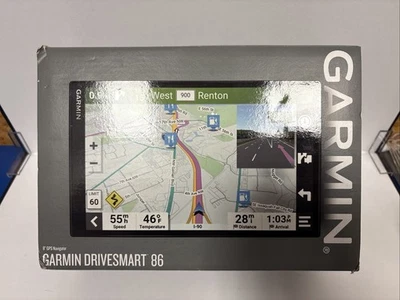 GARMIN
GARMIN
0.9
West 900 Renton
LIMIT
60
55
Speed
46°F
Temperature
I-90
28
Distance
1:03
Arrival
8" GPS Navigator
GARMIN DRIVESMART 86